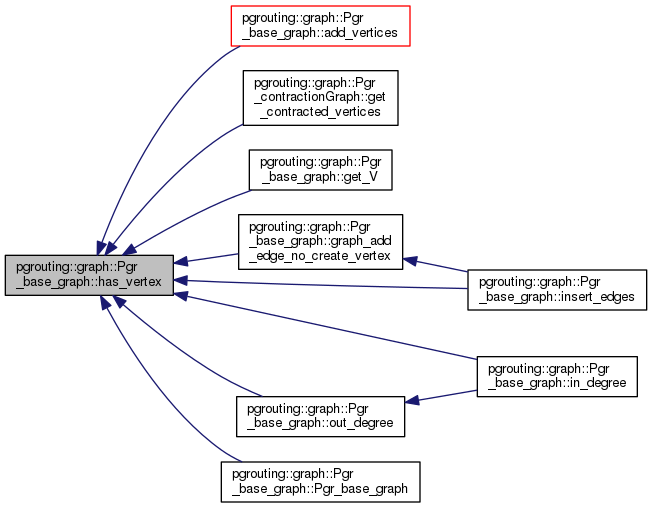 pgrouting::graph::Pgr
_base_graph::add_vertices
pgrouting::graph::Pgr
_contractionGraph::get
_contracted_vertices
pgrouting::graph::Pgr
_base_graph::get_V
pgrouting::graph::Pgr
_base_graph::graph_add
_edge_no_create_vertex
pgrouting::graph::Pgr
_base_graph::has_vertex
pgrouting::graph::Pgr
_base_graph::insert_edges
pgrouting::graph::Pgr
_base_graph::in_degree
pgrouting::graph::Pgr
_base_graph::out_degree
pgrouting::graph::Pgr
_base_graph::Pgr_base_graph